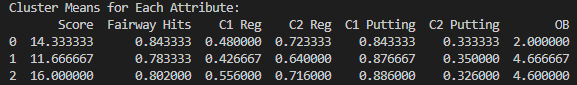 Cluster Means for Each Attribute:
Score Fairway Hits C1 Reg C2 Reg C1 Putting C2 Putting OB
0 14.333333 0.843333 0.480000 0.723333 0.843333 0.333333 2.000000
1 11.666667 0.783333 0.426667 0.640000 0.876667 0.350000 4.666667
2 16.000000 0.802000 0.556000 0.716000 0.886000 0.326000 4.600000